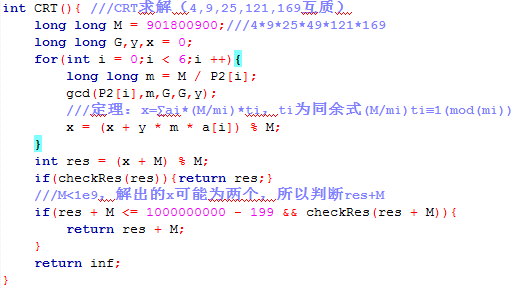 int CRT(){ ///CRT求解(4,9,25,121,169互质)
long long M = 901800900;///4*9*25*49*121*169
long long G,y,x = 0;
for(int i = 0;i < 6;i ++){
long long m = M / P2[i];
gcd(P2[i],m,G,G,y);
///定理：x=∑ai*(M/mi)*ti，ti为同余式(M/mi)ti≡1(mod(mi))
x = (x + y * m * a[i]) % M;
}
int res = (x + M) % M;
if(checkRes(res)){return res;}
///M<1e9，解出的x可能为两个，所以判断res+M
if(res + M <= 1000000000 - 199 && checkRes(res + M)){
return res + M;
}
return inf;
}